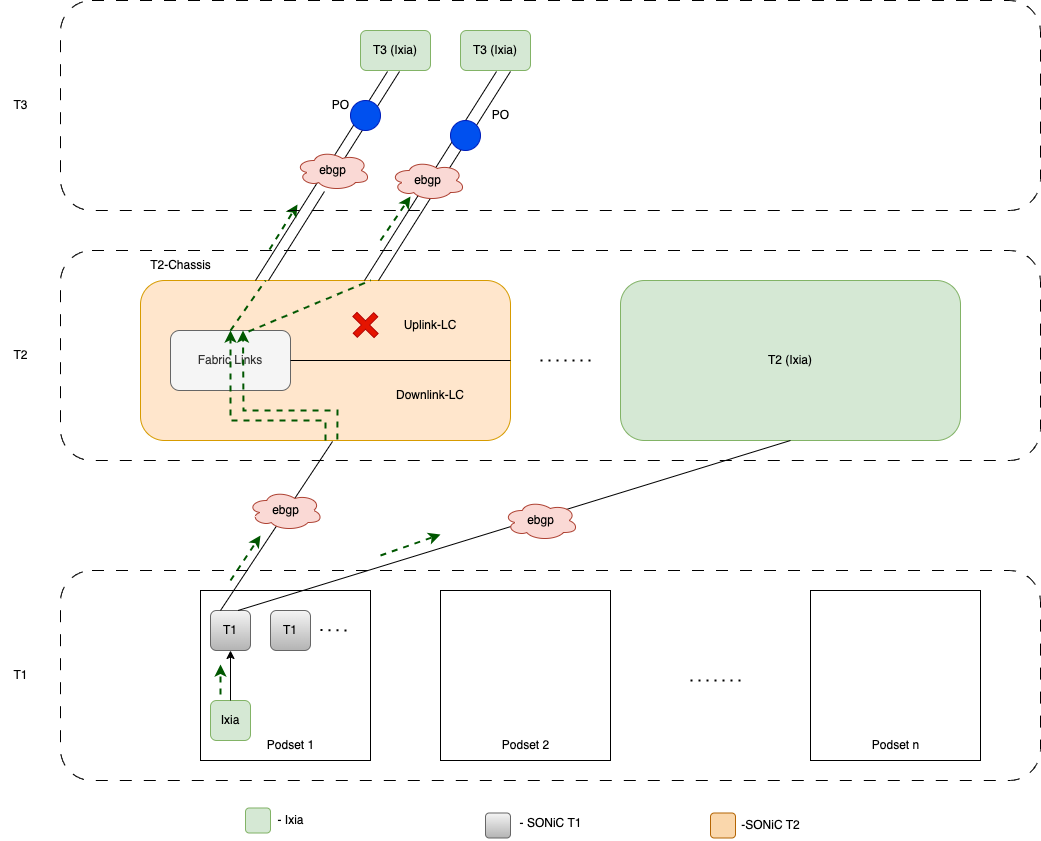 T3 (Ixia)
T3 (Ixia)
PO
PO
T3
ebgp
ebgp
T2-Chassis
Uplink-LC
T2
Fabric Links
.......
T2 (Ixia)
Downlink-LC
ebgp
ebgp
T1
T1
....
T1
.......
Ixia
Podset 1
Podset 2
Podset n
- Ixia
- SONiC T1
-SONiC T2